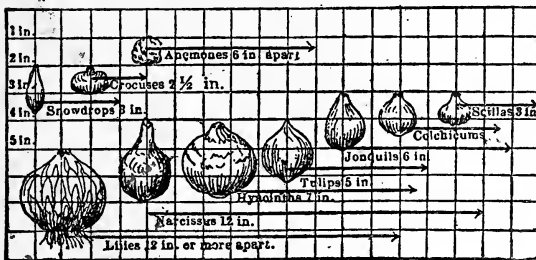 1 in.
Anemones 6 in. apart
2 in.
Crocuses 2 ½ in.
3 in.
Snowdrops 3 in.
Scillas 3 in
4 in.
Colchicums
5 in.
Jonquils 6 in.
Tulips 5 in.
Hyacinths 7 in.
Narcissus 12 in.
Lilies 12 in. or more apart.